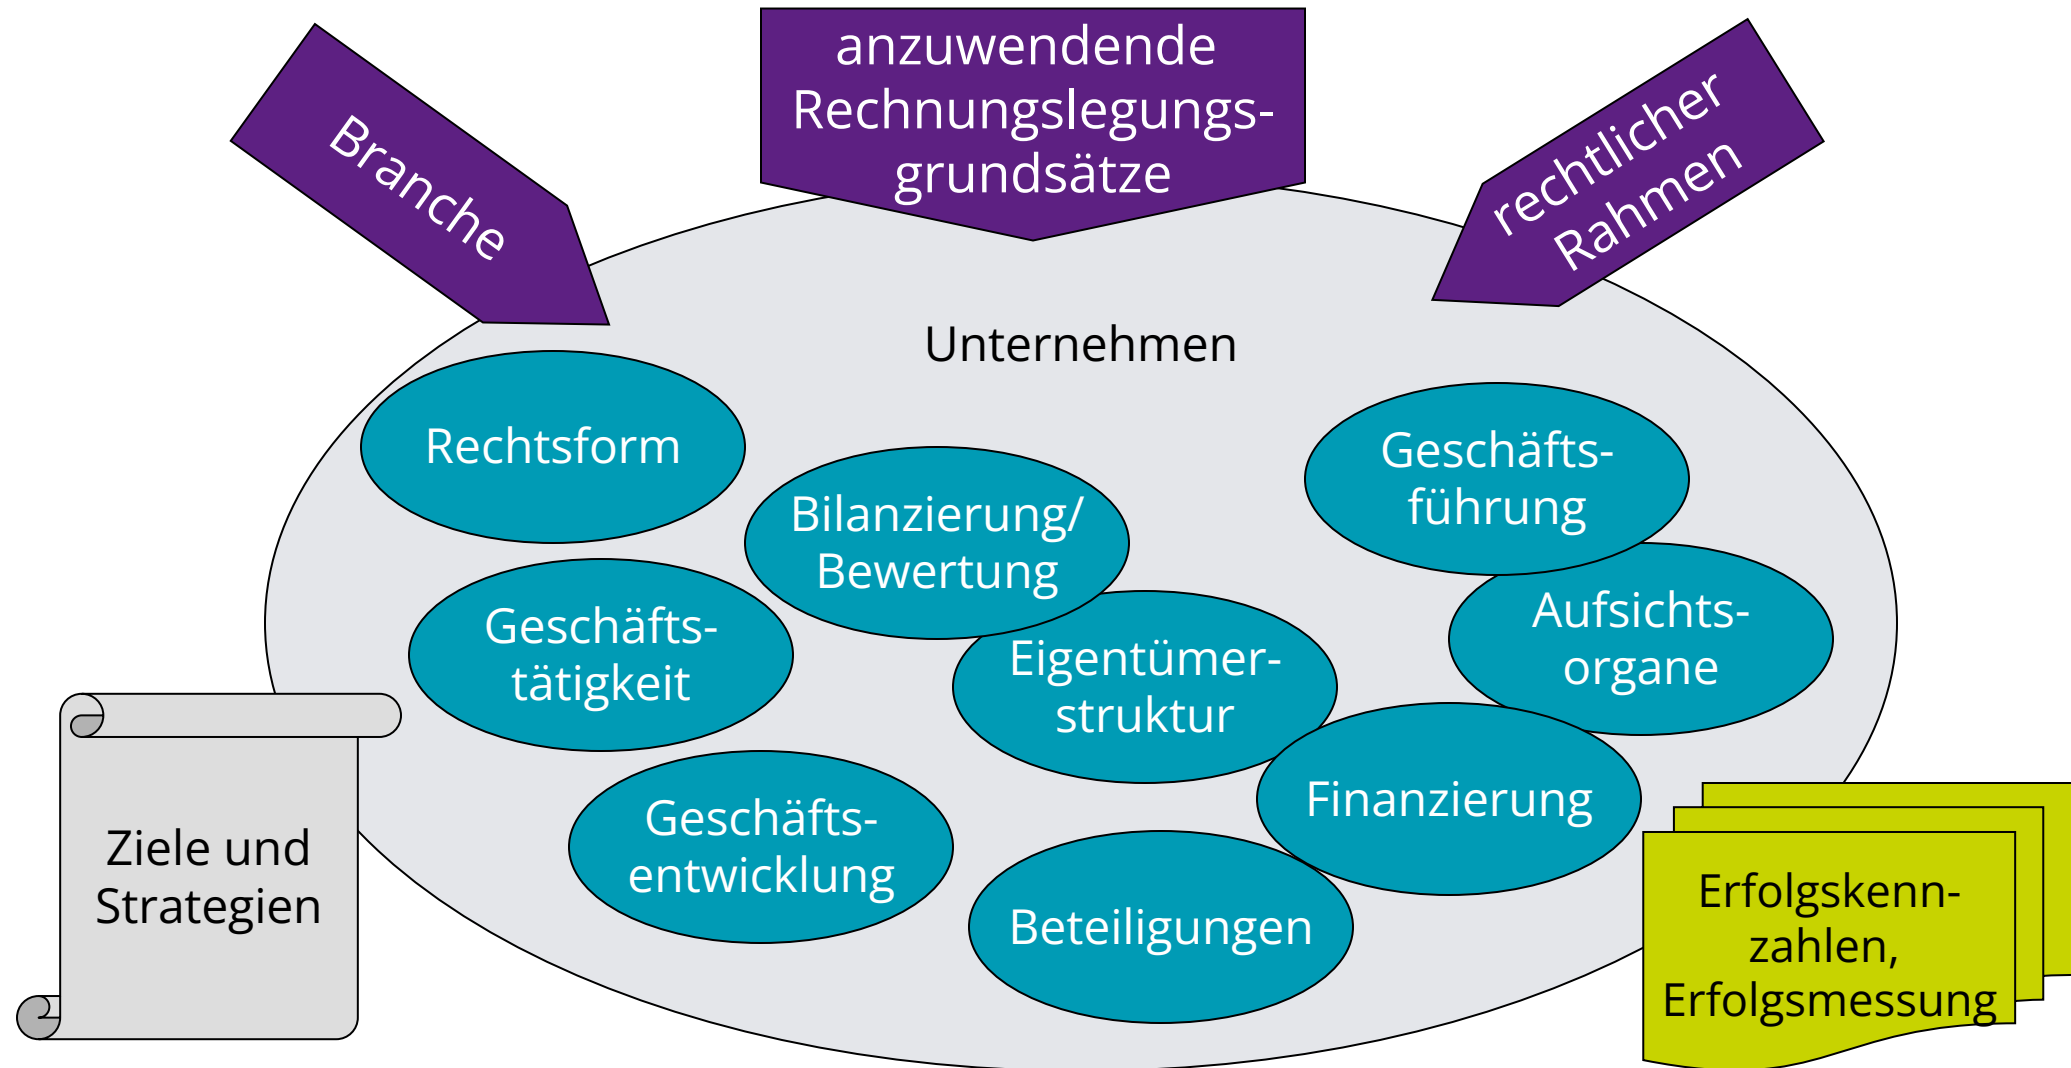 anzuwendende
Rechnungslegungs-
grundsätze
Branche
rechtlicher
Rahmen
Unternehmen
Rechtsform
Bilanzierung/
Bewertung
Geschäfts-
führung
Geschäfts-
tätigkeit
Eigentümer-
struktur
Aufsichts-
organe
Geschäfts-
entwicklung
Finanzierung
Beteiligungen
Ziele und
Strategien
Erfolgskenn-
zahlen,
Erfolgsmessung